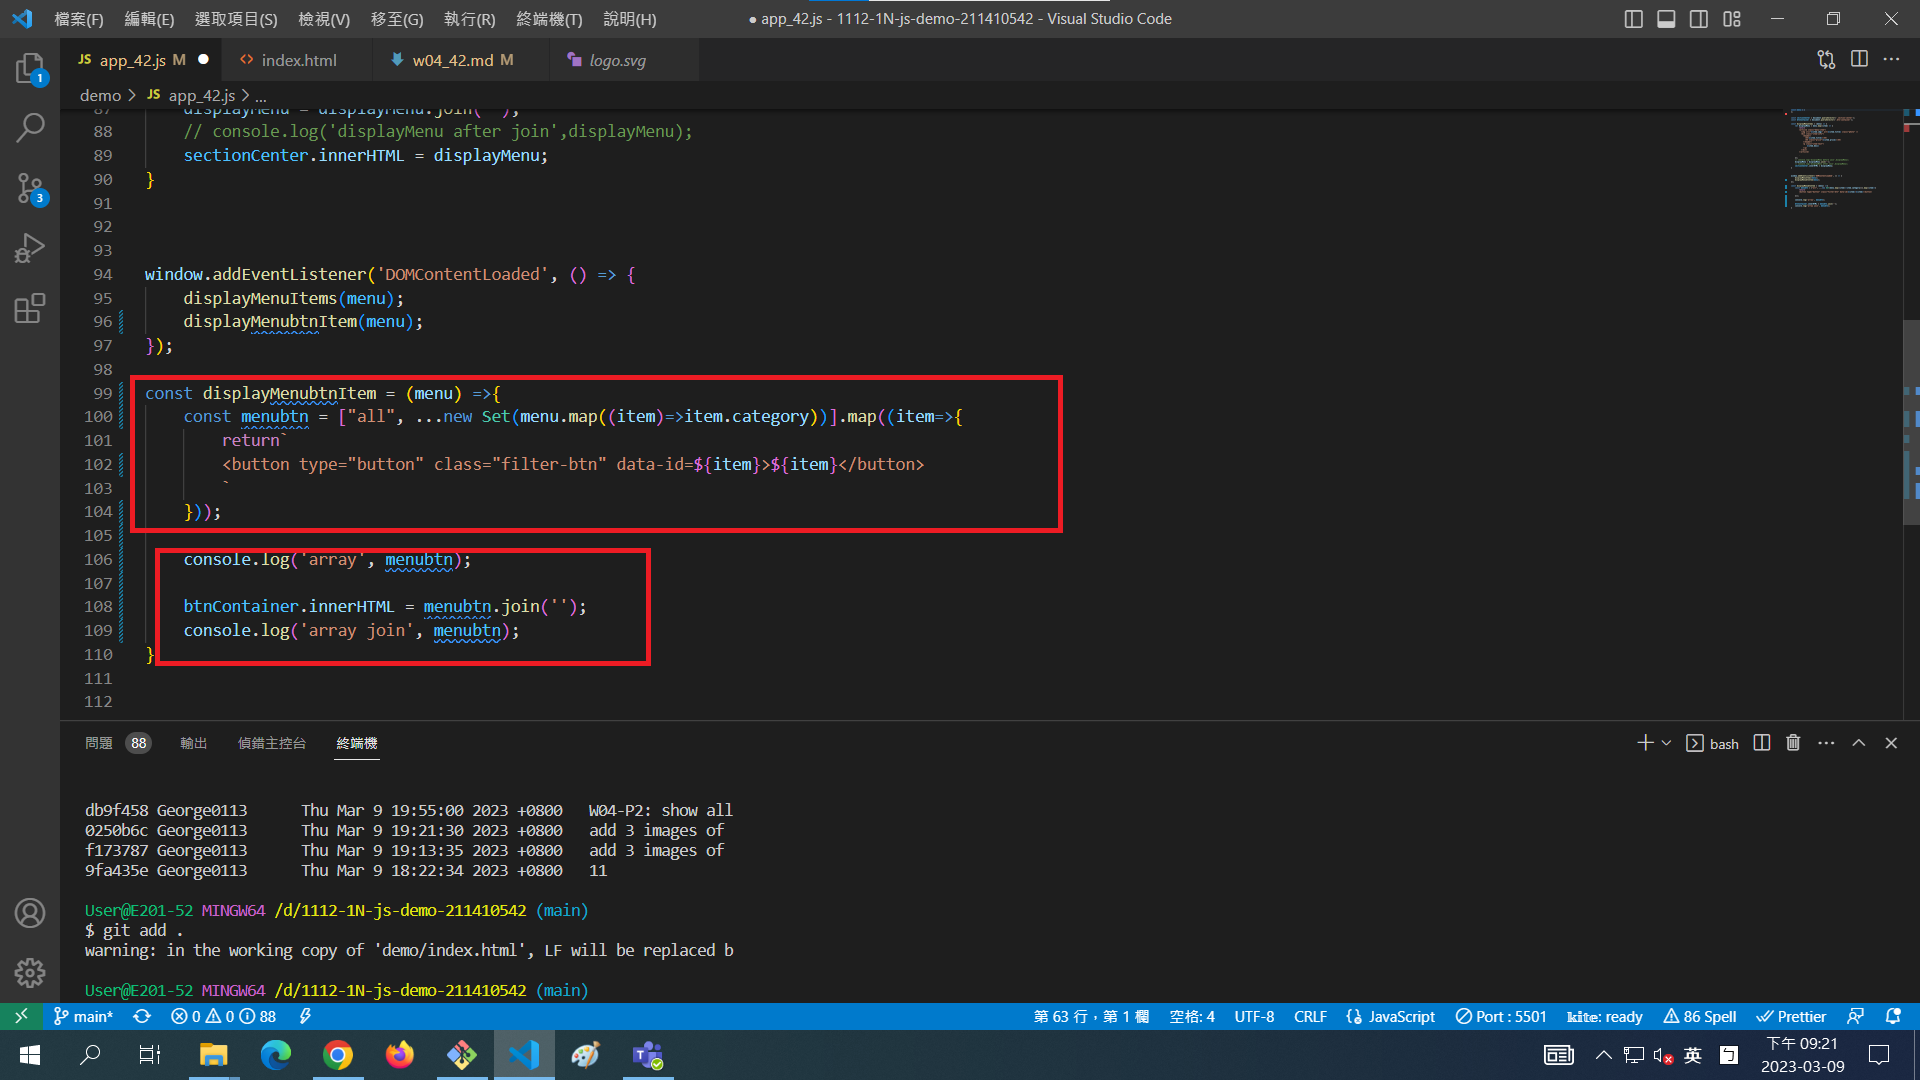 檔案(F) 編輯(E) 選取項目(S) 檢視(V) 移至(G) 執行(R) 終端機(T) 說明(H)
● app_42.js - 1112-1N-js-demo-211410542 - Visual Studio Code
JS app_42.js M ●
<> index.html
w04_42.md M
logo.svg
demo > JS app_42.js > ...
87 displayMenu = displayMenu.join('');
88 // console.log('displayMenu after join',displayMenu);
89 sectionCenter.innerHTML = displayMenu;
90 }
91
92
93
94 window.addEventListener('DOMContentLoaded', () => {
95 displayMenuItems(menu);
96 displayMenubtnItem(menu);
97 });
98
99 const displayMenubtnItem = (menu) =>{
100 const menubtn = ["all", ...new Set(menu.map((item)=>item.category))].map((item=>{
101 return`
102 <button type="button" class="filter-btn" data-id=${item}>${item}</button>
103 `
104 }));
105
106 console.log('array', menubtn);
107
108 btnContainer.innerHTML = menubtn.join('');
109 console.log('array join', menubtn);
110 }
111
112
1
3
問題 88 輸出 偵錯主控台 終端機
bash
db9f458 George0113 Thu Mar 9 19:55:00 2023 +0800 W04-P2: show all
0250b6c George0113 Thu Mar 9 19:21:30 2023 +0800 add 3 images of
f173787 George0113 Thu Mar 9 19:13:35 2023 +0800 add 3 images of
9fa435e George0113 Thu Mar 9 18:22:34 2023 +0800 11
User@E201-52 MINGW64 /d/1112-1N-js-demo-211410542 (main)
$ git add .
warning: in the working copy of 'demo/index.html', LF will be replaced b
User@E201-52 MINGW64 /d/1112-1N-js-demo-211410542 (main)
main* 0 0 88 第 63 行，第 1 欄 空格: 4 UTF-8 CRLF JavaScript Port : 5501 kite: ready 86 Spell Prettier
英 ㄅ
下午 09:21
2023-03-09